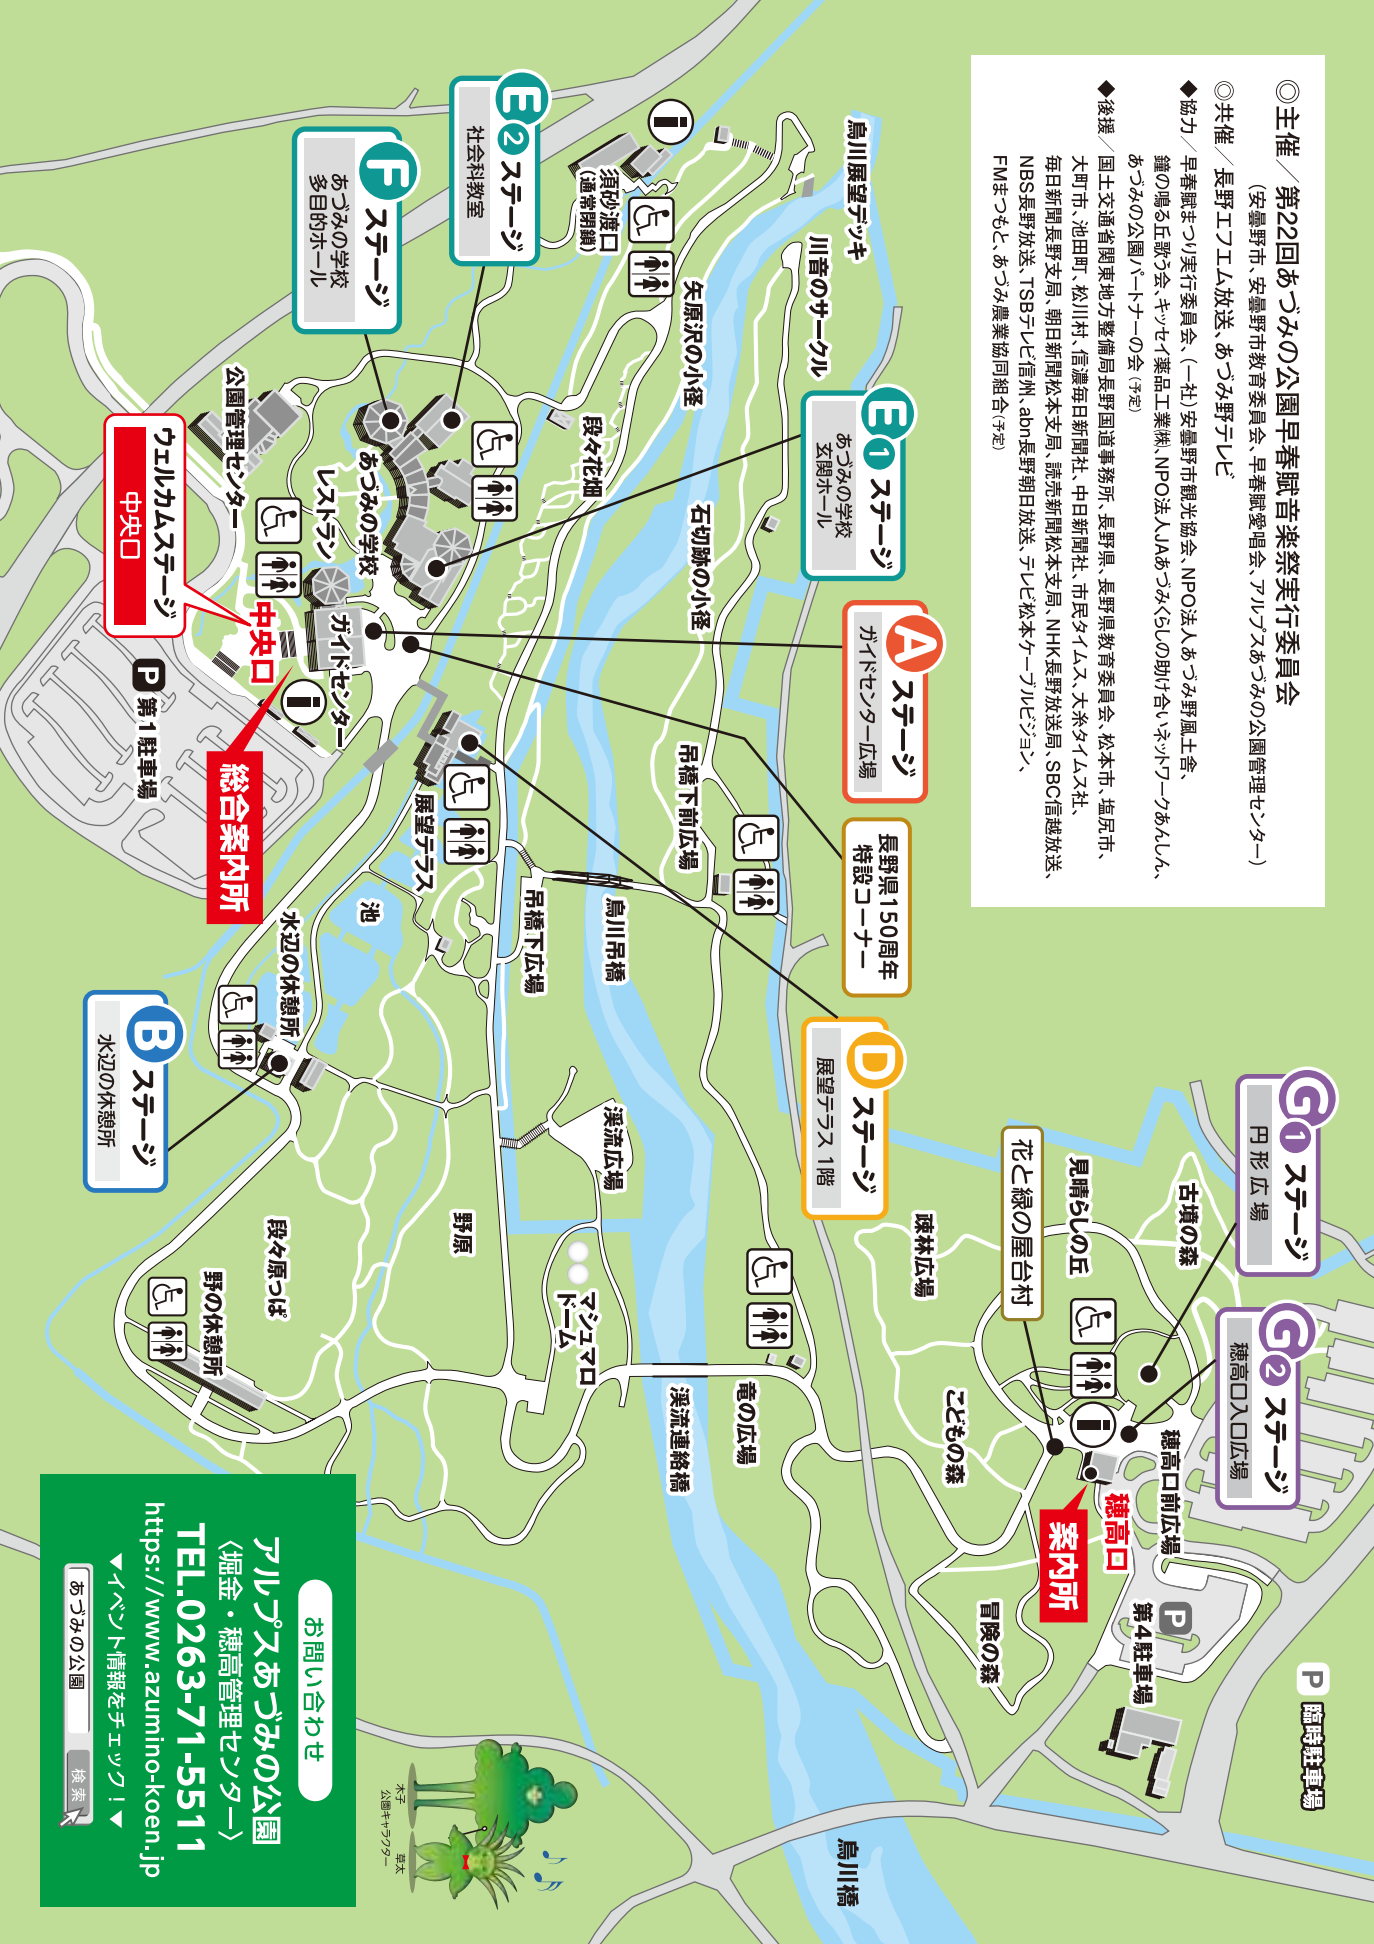 ◎主催／第22回あづみの公園早春賦音楽祭実行委員会
(安曇野市、安曇野市教育委員会、早春賦愛唱会、アルプスあづみの公園管理センター)
◎共催／長野エフエム放送、あづみ野テレビ
◆協力／早春賦まつり実行委員会、(一社)安曇野市観光協会、NPO法人あづみ野風土舎、
鐘の鳴る丘歌う会、キッセイ薬品工業㈱、NPO法人JAあづみくらしの助け合いネットワークあんしん、
あづみの公園パートナーの会(予定)
◆後援／国土交通省関東地方整備局長野国道事務所、長野県、長野県教育委員会、松本市、塩尻市、
大町市、池田町、松川村、信濃毎日新聞社、中日新聞社、市民タイムス、大糸タイムス社、
毎日新聞長野支局、朝日新聞松本支局、読売新聞松本支局、NHK長野放送局、SBC信越放送、
NBS長野放送、TSBテレビ信州、abn長野朝日放送、テレビ松本ケーブルビジョン、
FMまつもと、あづみ農業協同組合(予定)
G1 ステージ
円形広場
G2 ステージ
穂高口入口広場
P 臨時駐車場
古墳の森
見晴らしの丘
花と緑の屋台村
穂高口前広場
穂高口
案内所
P
第4駐車場
疎林広場
こどもの森
冒険の森
烏川展望デッキ
川音のサークル
E1 ステージ
あづみの学校
玄関ホール
A ステージ
ガイドセンター広場
長野県150周年
特設コーナー
D ステージ
展望テラス 1階
烏川橋
竜の広場
渓流連絡橋
矢原沢の小径
石切跡の小径
吊橋下前広場
烏川吊橋
吊橋下広場
渓流広場
マシュマロ
ドーム
野原
E2 ステージ
社会科教室
須砂渡口
(通常閉鎖)
段々花畑
F ステージ
あづみの学校
多目的ホール
あづみの学校
レストラン
公園管理センター
ガイドセンター
展望テラス
池
水辺の休憩所
中央口
ウェルカムステージ
中央口
総合案内所
P 第1駐車場
B ステージ
水辺の休憩所
段々原っぱ
野の休憩所
木子
草太
公園キャラクター
お問い合わせ
アルプスあづみの公園
〈堀金・穂高管理センター〉
TEL.0263-71-5511
https://www.azumino-koen.jp
▼イベント情報をチェック！▼
あづみの公園
検索